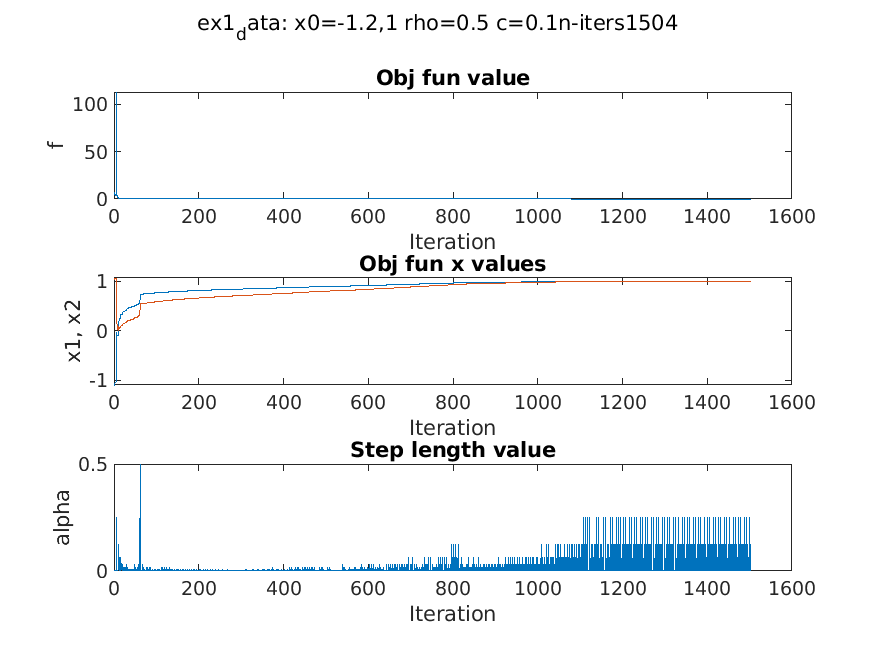 ex1data: x0=-1.2,1 rho=0.5 c=0.1n-iters1504
Obj fun value
100
50
0
f
0 200 400 600 800 1000 1200 1400 1600
Iteration
Obj fun x values
1
0
-1
x1, x2
0 200 400 600 800 1000 1200 1400 1600
Iteration
Step length value
0.5
0
alpha
0 200 400 600 800 1000 1200 1400 1600
Iteration